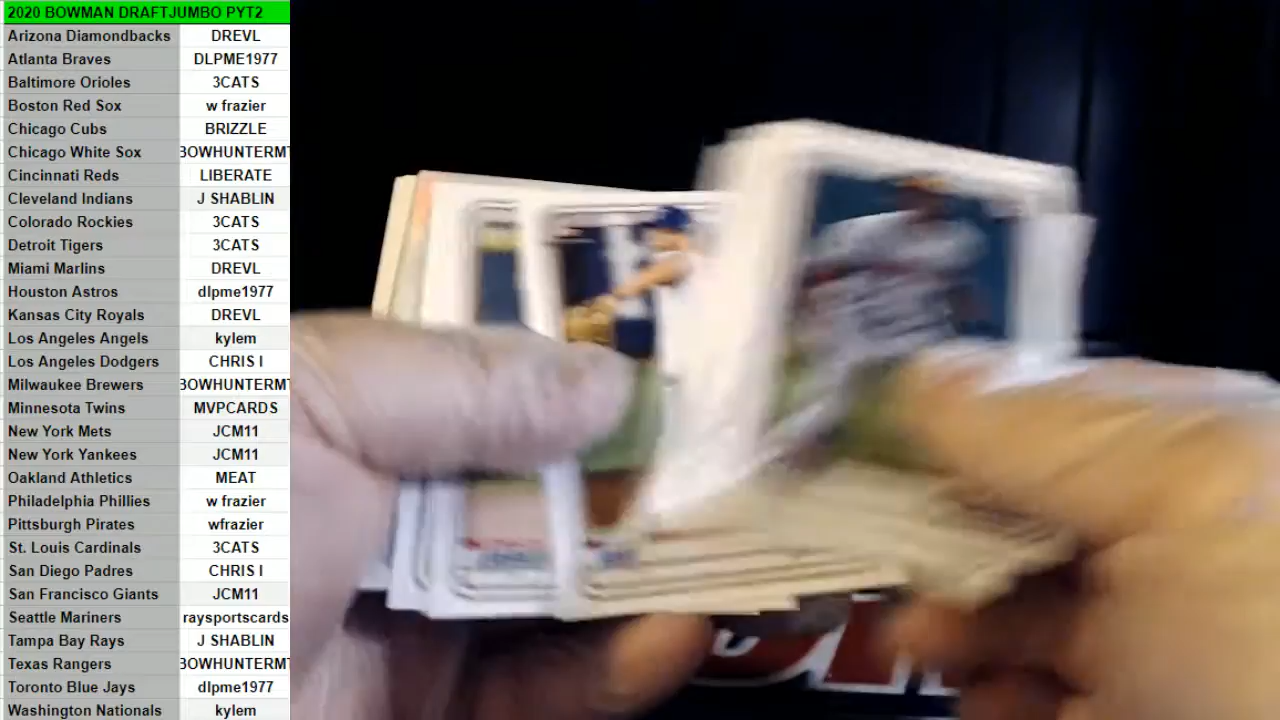 2020 BOWMAN DRAFTJUMBO PYT2
Arizona Diamondbacks DREVL
Atlanta Braves DLPME1977
Baltimore Orioles 3CATS
Boston Red Sox w frazier
Chicago Cubs BRIZZLE
Chicago White Sox BOWHUNTERMT
Cincinnati Reds LIBERATE
Cleveland Indians J SHABLIN
Colorado Rockies 3CATS
Detroit Tigers 3CATS
Miami Marlins DREVL
Houston Astros dlpme1977
Kansas City Royals DREVL
Los Angeles Angels kylem
Los Angeles Dodgers CHRIS I
Milwaukee Brewers BOWHUNTERMT
Minnesota Twins MVPCARDS
New York Mets JCM11
New York Yankees JCM11
Oakland Athletics MEAT
Philadelphia Phillies w frazier
Pittsburgh Pirates wfrazier
St. Louis Cardinals 3CATS
San Diego Padres CHRIS I
San Francisco Giants JCM11
Seattle Mariners raysportscards
Tampa Bay Rays J SHABLIN
Texas Rangers BOWHUNTERMT
Toronto Blue Jays dlpme1977
Washington Nationals kylem